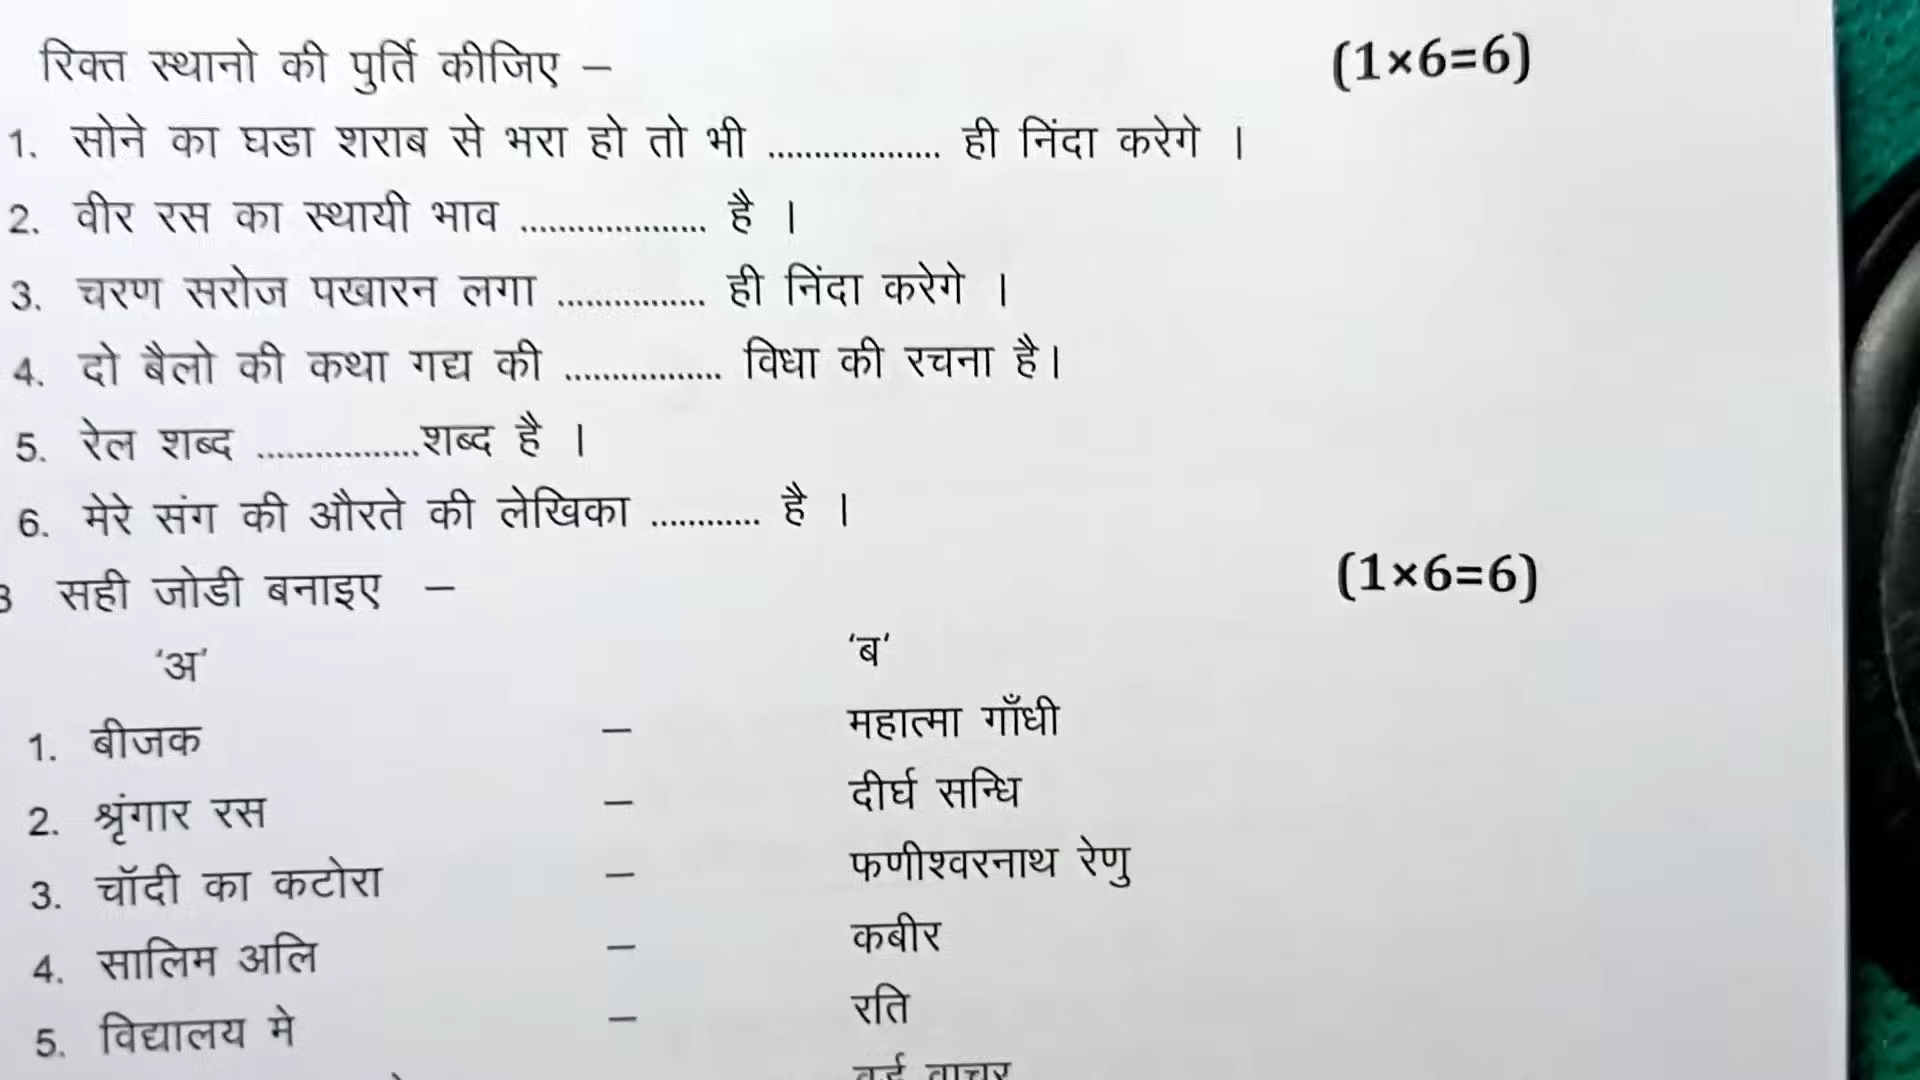 रिक्त स्थानो की पुर्ति कीजिए – (1×6=6)
1. सोने का घडा शराब से भरा हो तो भी ................... ही निंदा करेगे ।
2. वीर रस का स्थायी भाव .................... है ।
3. चरण सरोज पखारन लगा ................ ही निंदा करेगे ।
4. दो बैलो की कथा गद्य की ................. विधा की रचना है।
5. रेल शब्द .................शब्द है ।
6. मेरे संग की औरते की लेखिका ............ है ।
3 सही जोडी बनाइए – (1×6=6)
'अ' 'ब'
1. बीजक – महात्मा गाँधी
2. श्रृंगार रस – दीर्घ सन्धि
3. चॉदी का कटोरा – फणीश्वरनाथ रेणु
4. सालिम अलि – कबीर
5. विद्यालय मे – रति